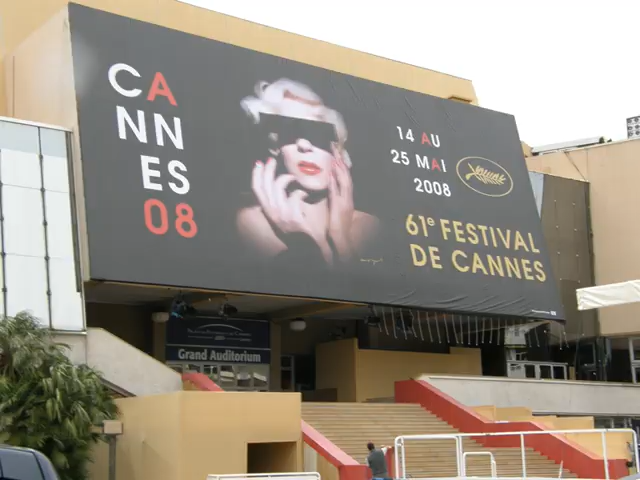 CA
NN
ES
08
14 AU
25 MAI
2008
61e FESTIVAL
DE CANNES
Grand Auditorium